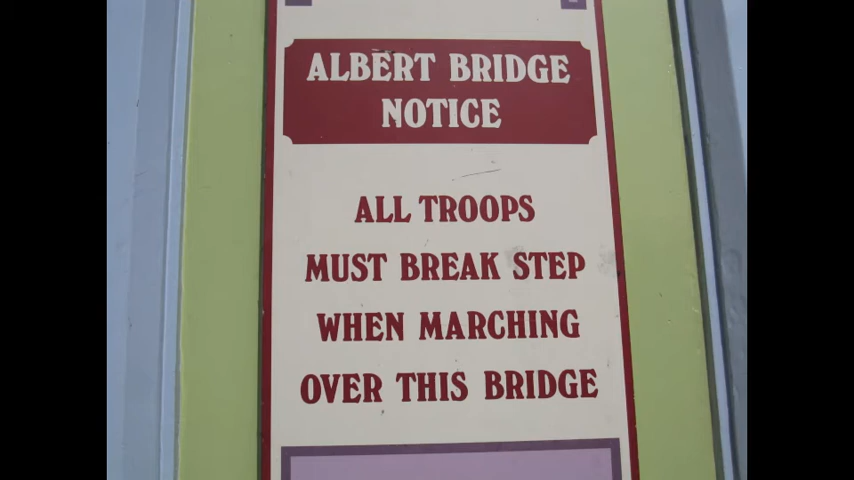 ALBERT BRIDGE
NOTICE
ALL TROOPS
MUST BREAK STEP
WHEN MARCHING
OVER THIS BRIDGE